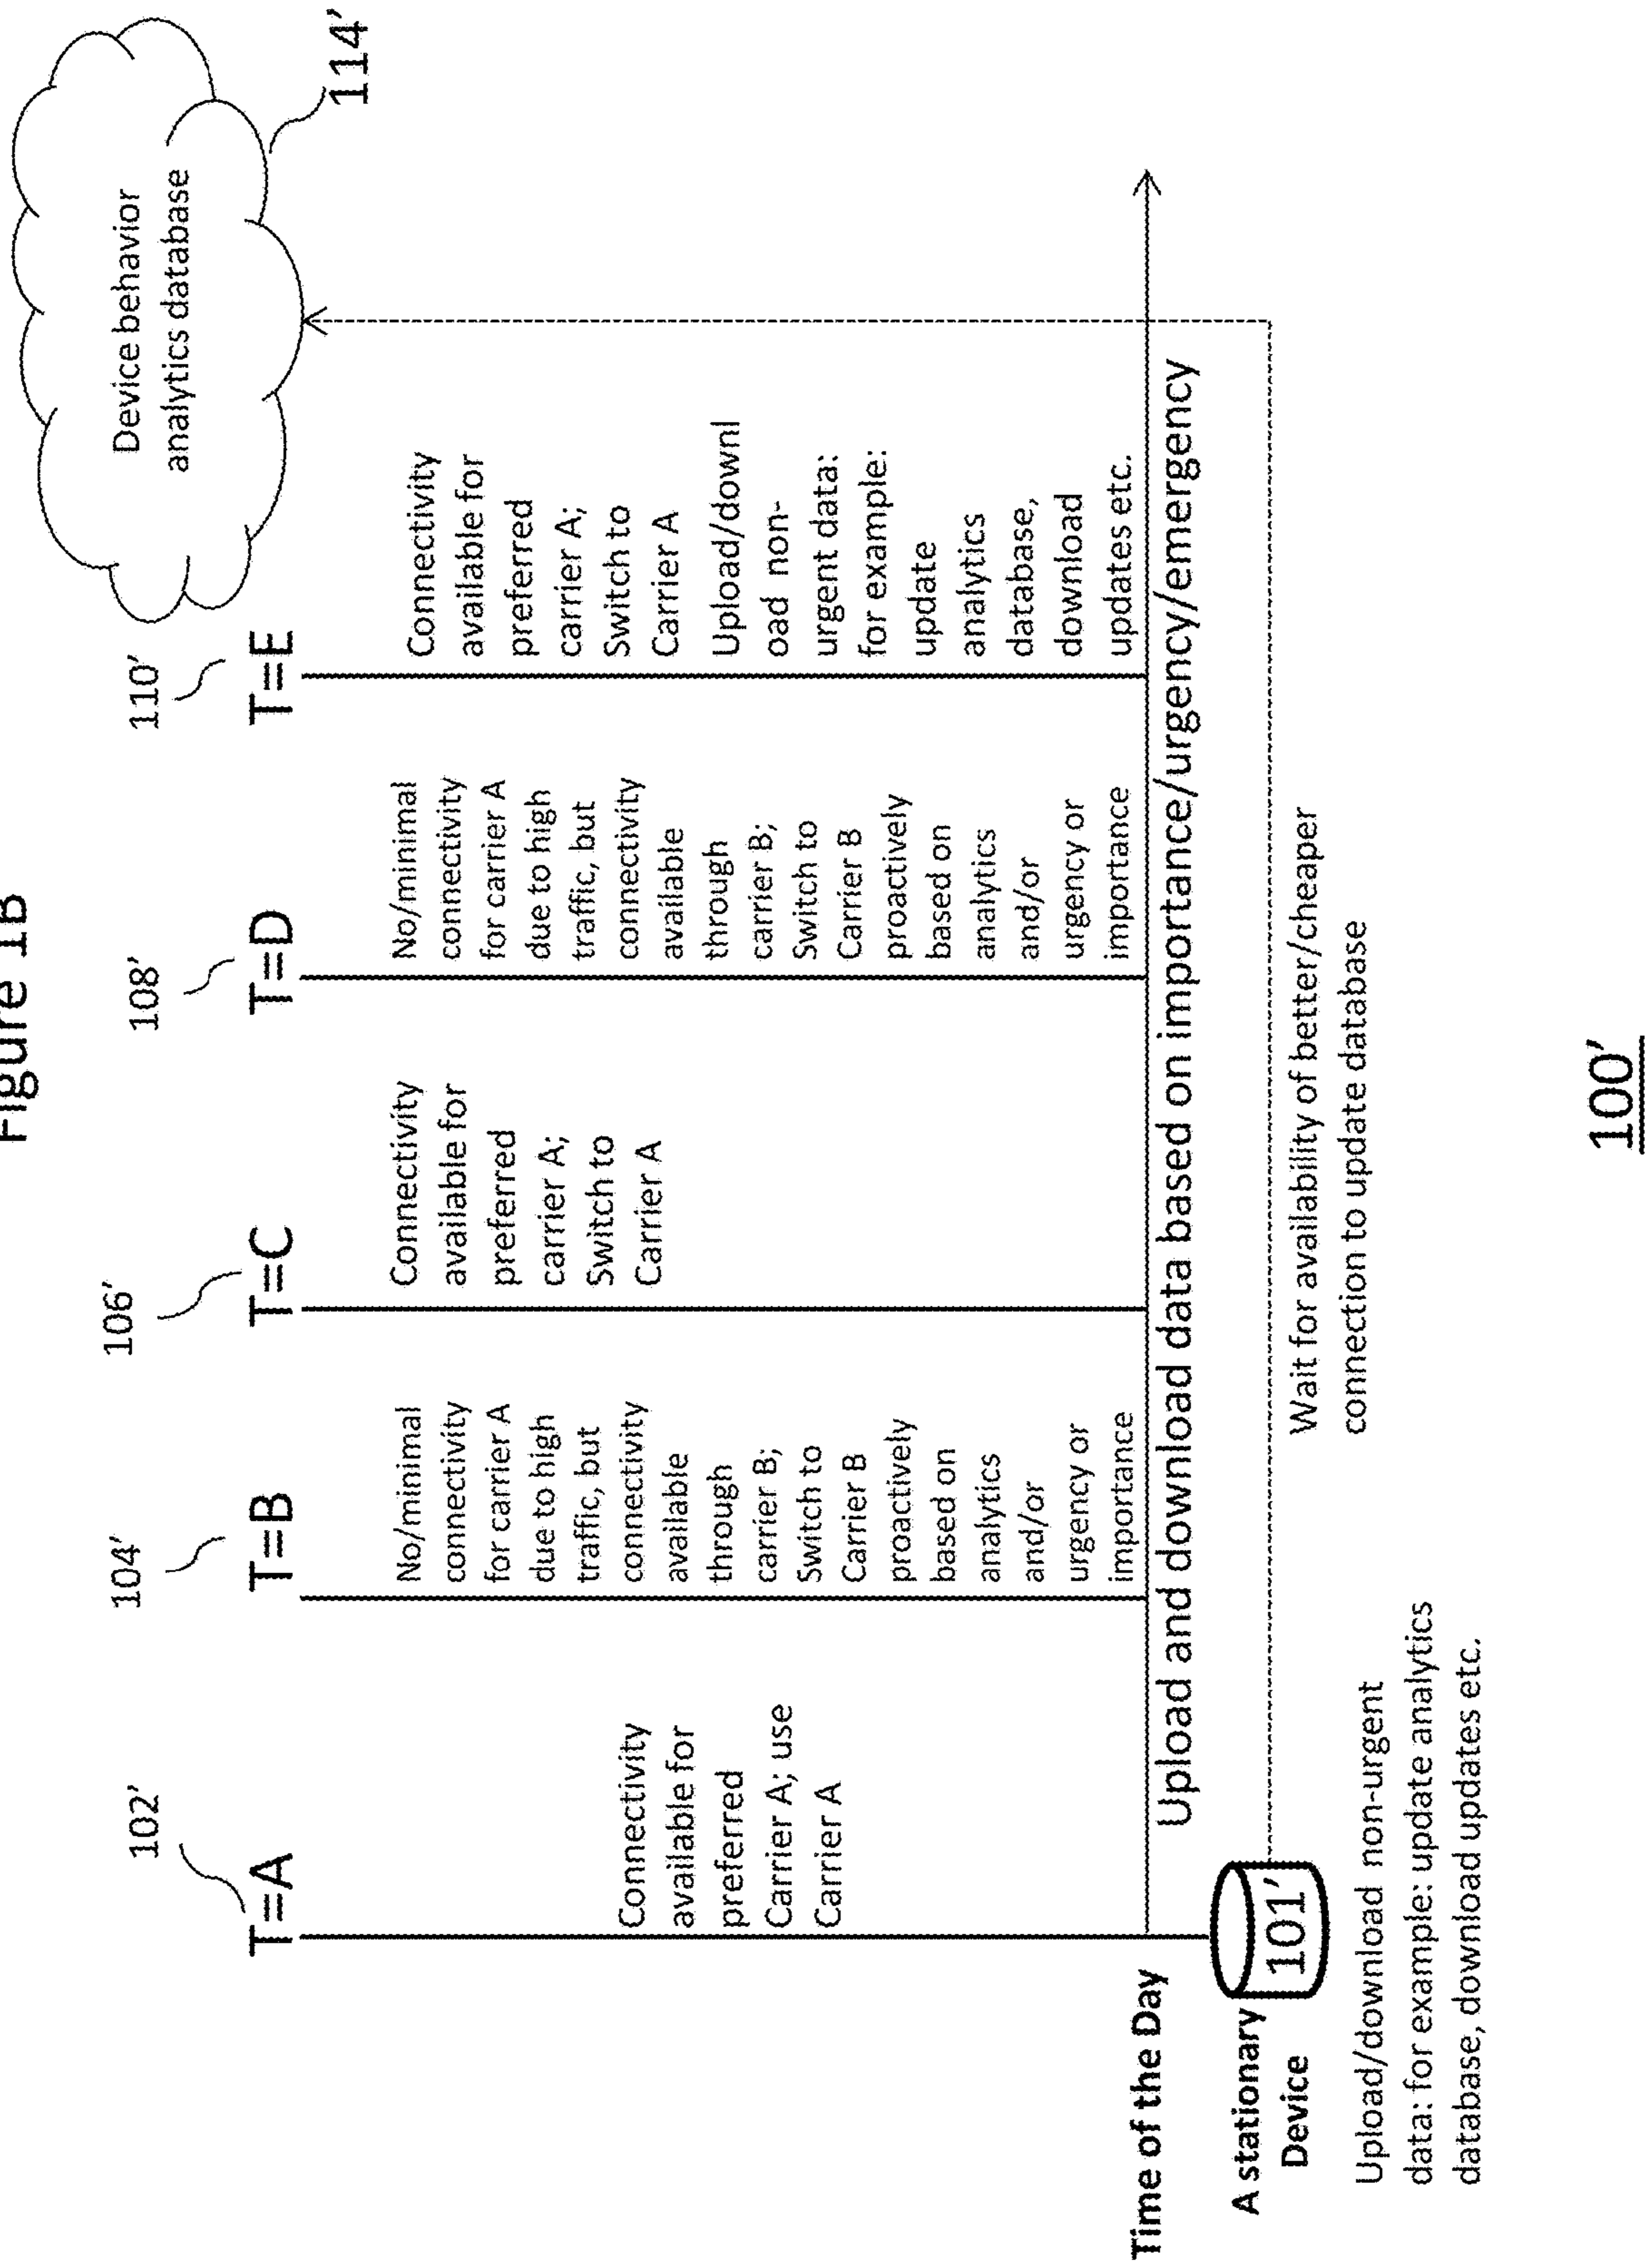 Figure 1B
Device behavior
analytics database
114'
102'
T=A
Connectivity
available for
preferred
Carrier A; use
Carrier A
104'
T=B
No/minimal
connectivity
for carrier A
due to high
traffic, but
connectivity
available
through
carrier B;
Switch to
Carrier B
proactively
based on
analytics
and/or
urgency or
importance
106'
T=C
Connectivity
available for
preferred
carrier A;
Switch to
Carrier A
108'
T=D
No/minimal
connectivity
for carrier A
due to high
traffic, but
connectivity
available
through
carrier B;
Switch to
Carrier B
proactively
based on
analytics
and/or
urgency or
importance
110'
T=E
Connectivity
available for
preferred
carrier A;
Switch to
Carrier A
Upload/downl
oad non-
urgent data:
for example:
update
analytics
database,
download
updates etc.
Time of the Day
Upload and download data based on importance/urgency/emergency
A stationary
Device
101'
Wait for availability of better/cheaper
connection to update database
Upload/download non-urgent
data: for example: update analytics
database, download updates etc.
100'